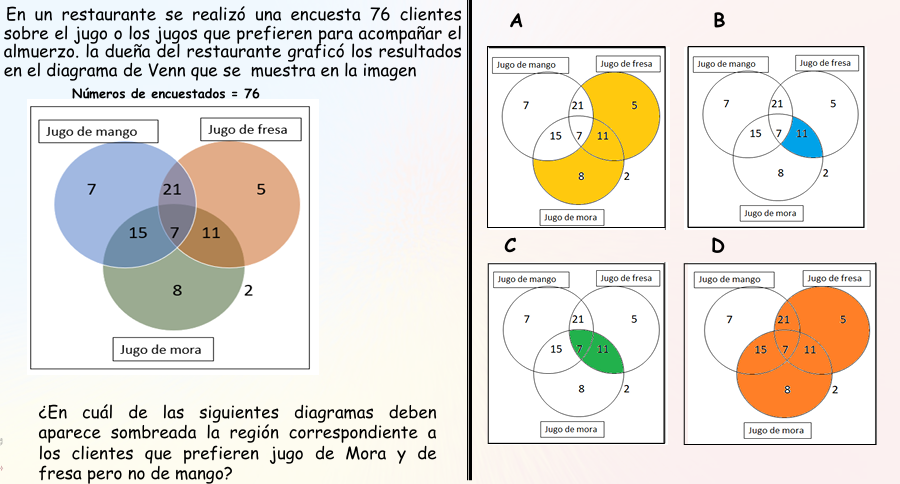 En un restaurante se realizó una encuesta 76 clientes
sobre el jugo o los jugos que prefieren para acompañar el
almuerzo. la dueña del restaurante graficó los resultados
en el diagrama de Venn que se muestra en la imagen
Números de encuestados = 76
Jugo de mango
Jugo de fresa
7
21
5
15
7
11
8
2
Jugo de mora
¿En cuál de las siguientes diagramas deben
aparece sombreada la región correspondiente a
los clientes que prefieren jugo de Mora y de
fresa pero no de mango?
A
Jugo de mango
Jugo de fresa
7
21
5
15
7
11
8
2
Jugo de mora
B
Jugo de mango
Jugo de fresa
7
21
5
15
7
11
8
2
Jugo de mora
C
Jugo de mango
Jugo de fresa
7
21
5
15
7
11
8
2
Jugo de mora
D
Jugo de mango
Jugo de fresa
7
21
5
15
7
11
8
2
Jugo de mora